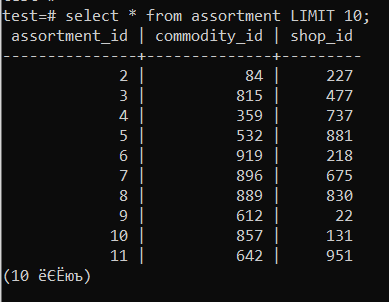 test=# select * from assortment LIMIT 10;
 assortment_id | commodity_id | shop_id
---------------+--------------+---------
             2 |           84 |     227
             3 |          815 |     477
             4 |          359 |     737
             5 |          532 |     881
             6 |          919 |     218
             7 |          896 |     675
             8 |          889 |     830
             9 |          612 |      22
            10 |          857 |     131
            11 |          642 |     951
(10 ёЄЁюъ)